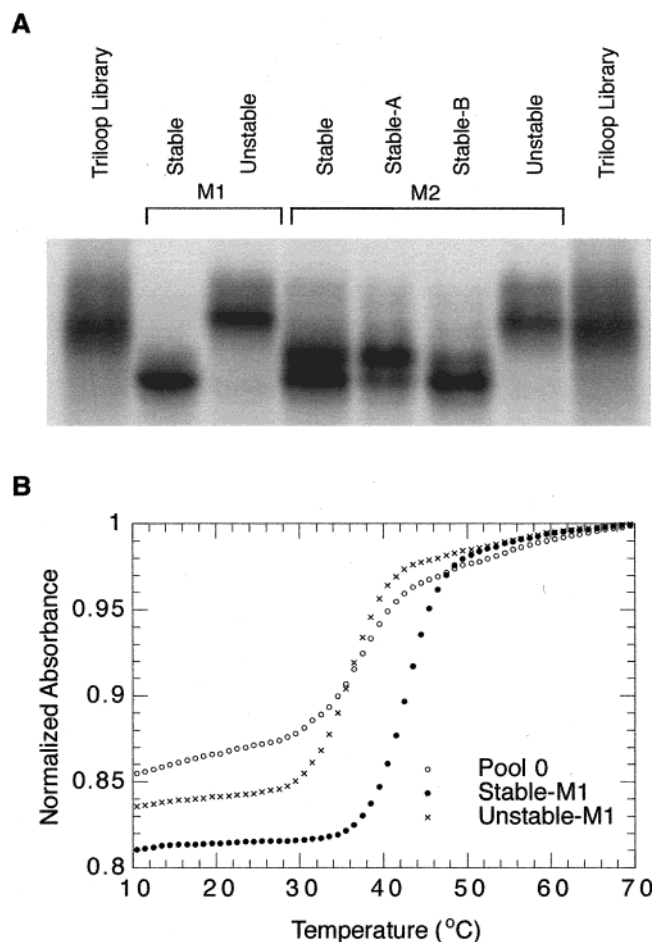 A
Triloop Library
Stable
Unstable
Stable
Stable-A
Stable-B
Unstable
Triloop Library
M1
M2
B
1
0.95
0.9
0.85
0.8
Normalized Absorbance
Pool 0
Stable-M1
Unstable-M1
10
20
30
40
50
60
70
Temperature (°C)